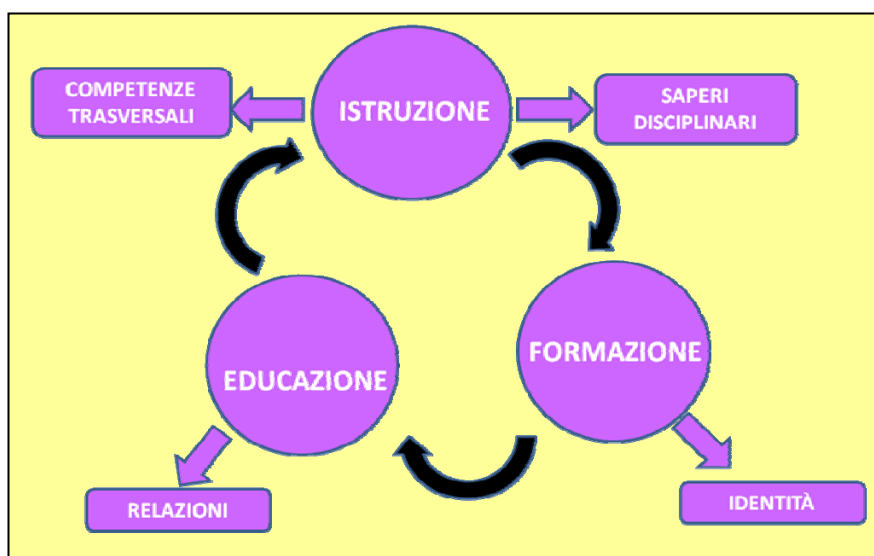 COMPETENZE
TRASVERSALI
ISTRUZIONE
SAPERI
DISCIPLINARI
EDUCAZIONE
FORMAZIONE
RELAZIONI
IDENTITÀ